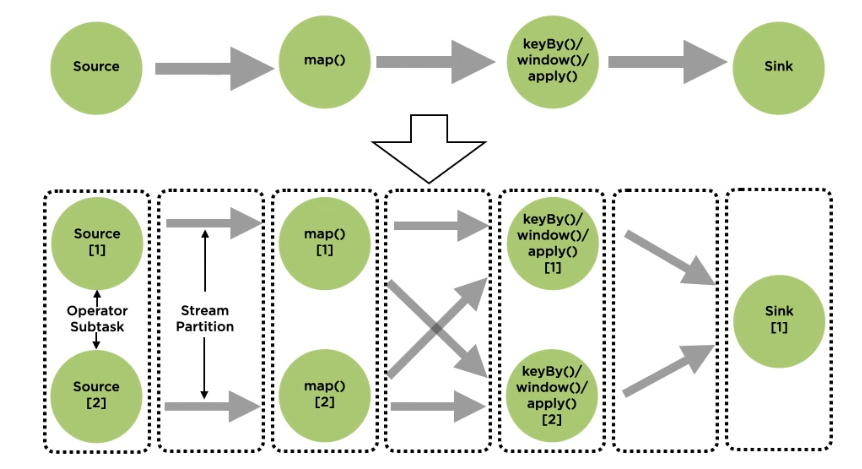 Source
map()
keyBy()/
window()/
apply()
Sink
Source
[1]
map()
[1]
keyBy()/
window()/
apply()
[1]
Operator
Subtask
Stream
Partition
Sink
[1]
Source
[2]
map()
[2]
keyBy()/
window()/
apply()
[2]